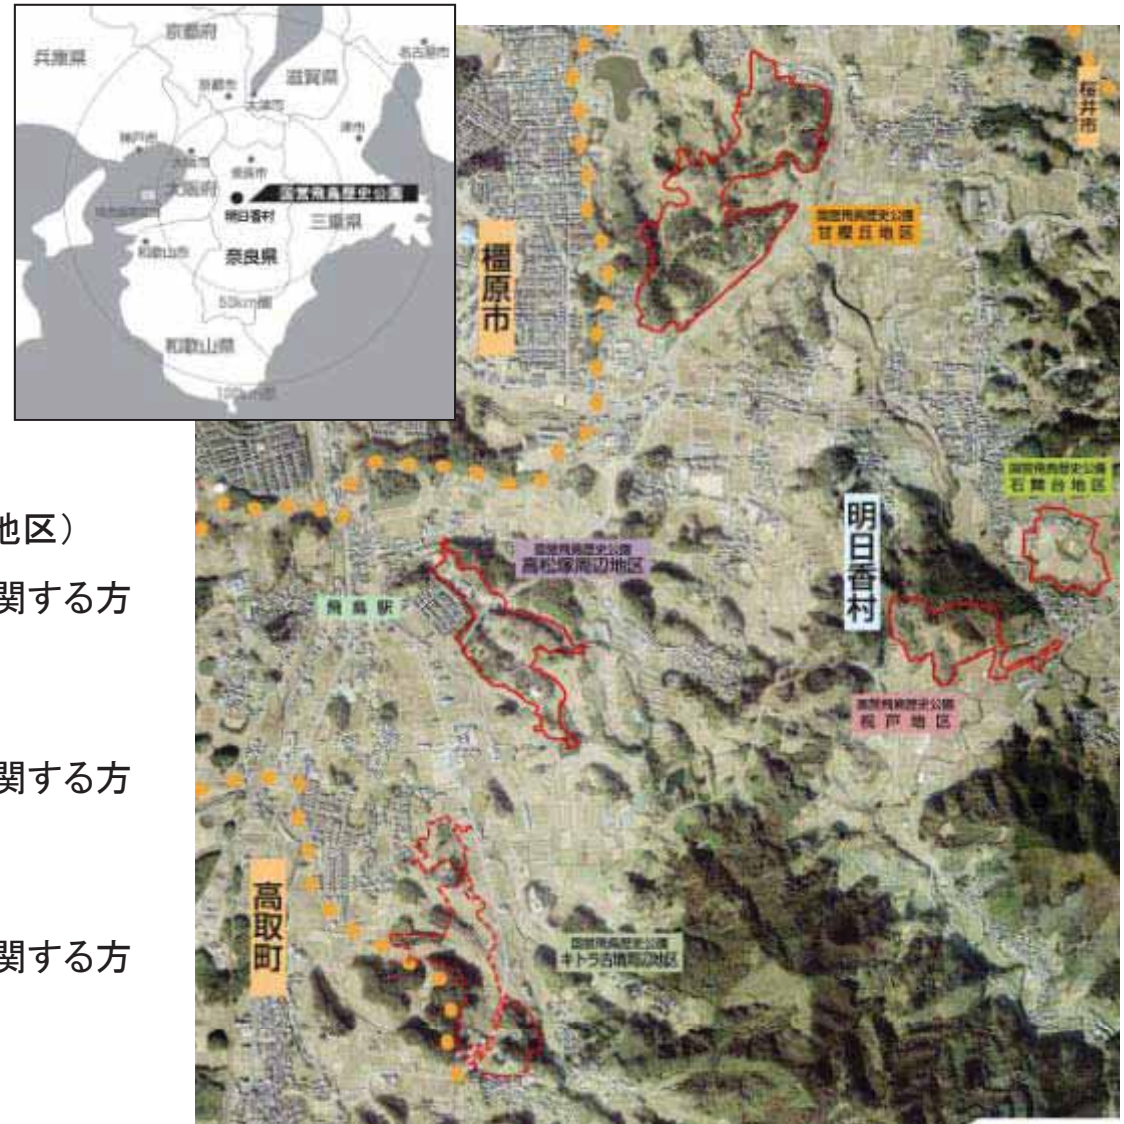 京都府
兵庫県
名古屋市
滋賀県
京都市
大津市
神戸市
津市
大阪市
奈良市
大阪府
国営飛鳥歴史公園
明日香村
三重県
和歌山市
奈良県
50km圏
和歌山県
100km圏
桜井市
国営飛鳥歴史公園
甘樫丘地区
橿原市
国営飛鳥歴史公園
石舞台地区
明日香村
地区）
国営飛鳥歴史公園
高松塚周辺地区
関する方
飛鳥駅
国営飛鳥歴史公園
祝戸地区
関する方
高取町
国営飛鳥歴史公園
キトラ古墳周辺地区
関する方